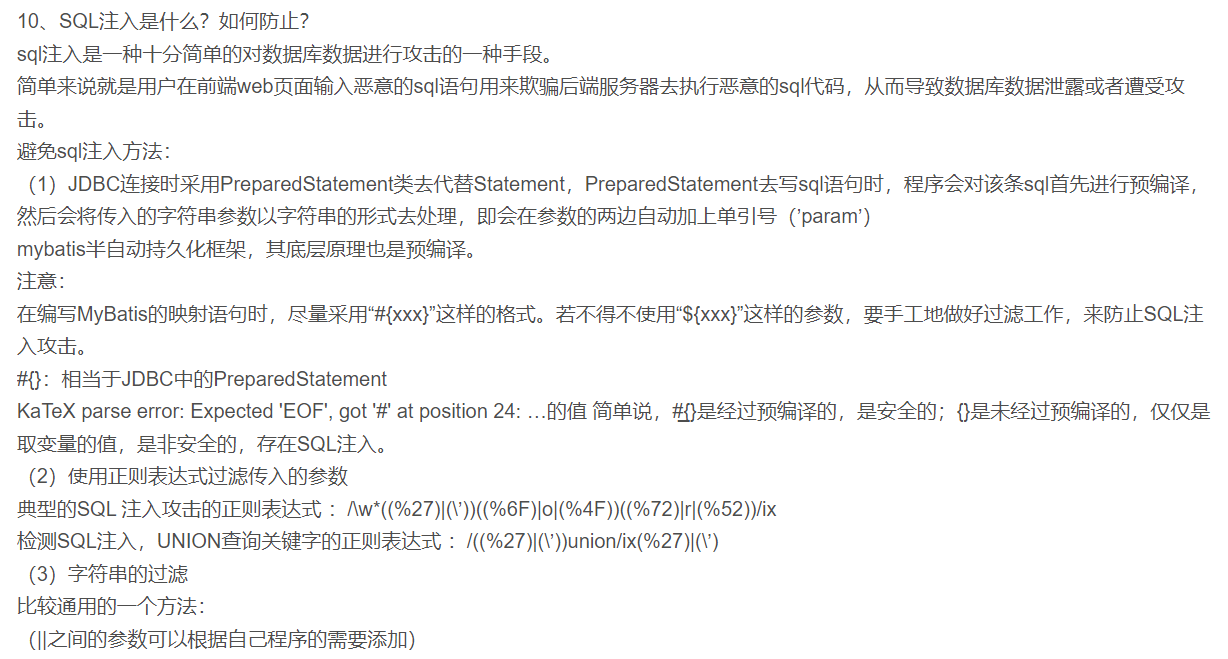 10、SQL注入是什么？如何防止？
sql注入是一种十分简单的对数据库数据进行攻击的一种手段。
简单来说就是用户在前端web页面输入恶意的sql语句用来欺骗后端服务器去执行恶意的sql代码，从而导致数据库数据泄露或者遭受攻
击。
避免sql注入方法：
（1）JDBC连接时采用PreparedStatement类去代替Statement，PreparedStatement去写sql语句时，程序会对该条sql首先进行预编译，
然后会将传入的字符串参数以字符串的形式去处理，即会在参数的两边自动加上单引号（’param’）
mybatis半自动持久化框架，其底层原理也是预编译。
注意：
在编写MyBatis的映射语句时，尽量采用“#{xxx}”这样的格式。若不得不使用“${xxx}”这样的参数，要手工地做好过滤工作，来防止SQL注
入攻击。
#{}：相当于JDBC中的PreparedStatement
KaTeX parse error: Expected 'EOF', got '#' at position 24: …的值 简单说，#̲{}是经过预编译的，是安全的；{}是未经过预编译的，仅仅是
取变量的值，是非安全的，存在SQL注入。
（2）使用正则表达式过滤传入的参数
典型的SQL 注入攻击的正则表达式 ：/\w*((%27)|(\’))((%6F)|o|(%4F))((%72)|r|(%52))/ix
检测SQL注入，UNION查询关键字的正则表达式 ：/((%27)|(\’))union/ix(%27)|(\’)
（3）字符串的过滤
比较通用的一个方法：
（||之间的参数可以根据自己程序的需要添加）